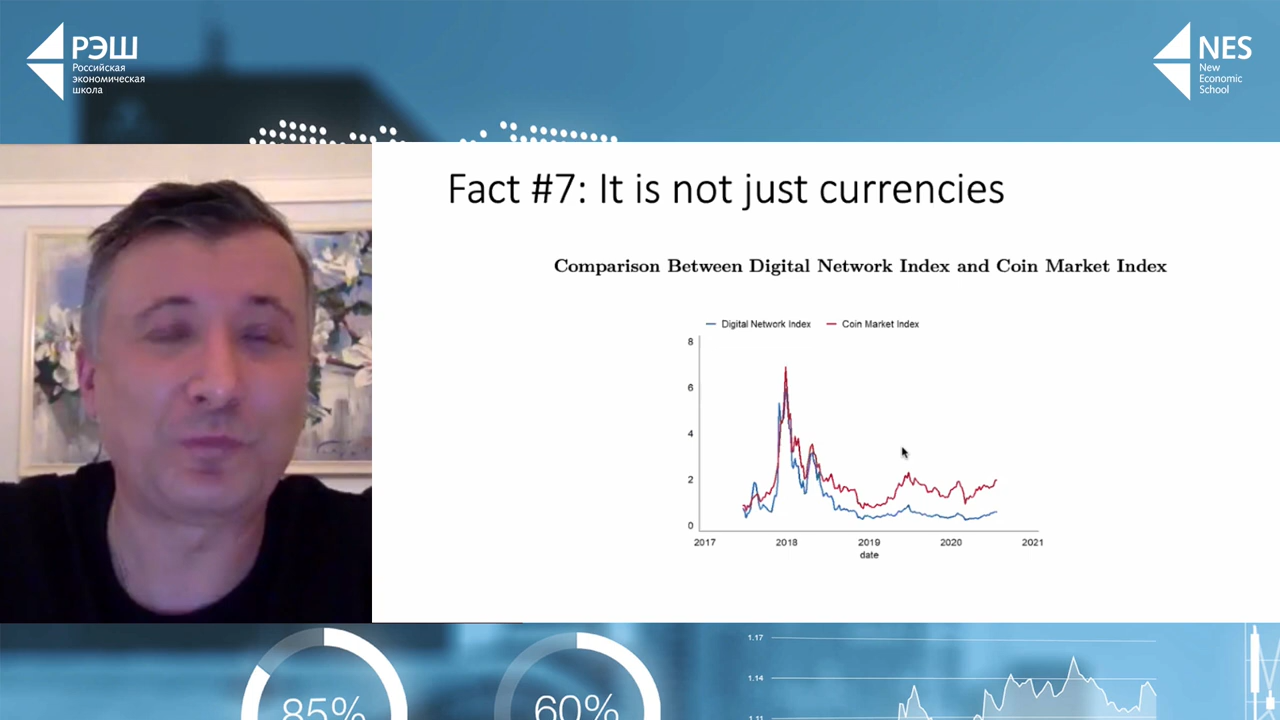 РЭШ
Российская
экономическая
школа
NES
New
Economic
School
Fact #7: It is not just currencies
Comparison Between Digital Network Index and Coin Market Index
Digital Network Index
Coin Market Index
8
6
4
2
0
2017
2018
2019
2020
2021
date
85%
60%
1.17
1.14
1.11